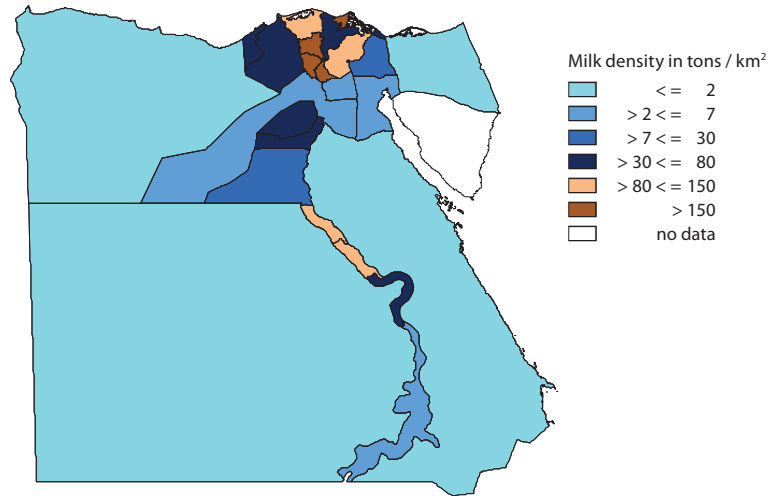 Milk density in tons / km²
<= 2
> 2 <= 7
> 7 <= 30
> 30 <= 80
> 80 <= 150
> 150
no data